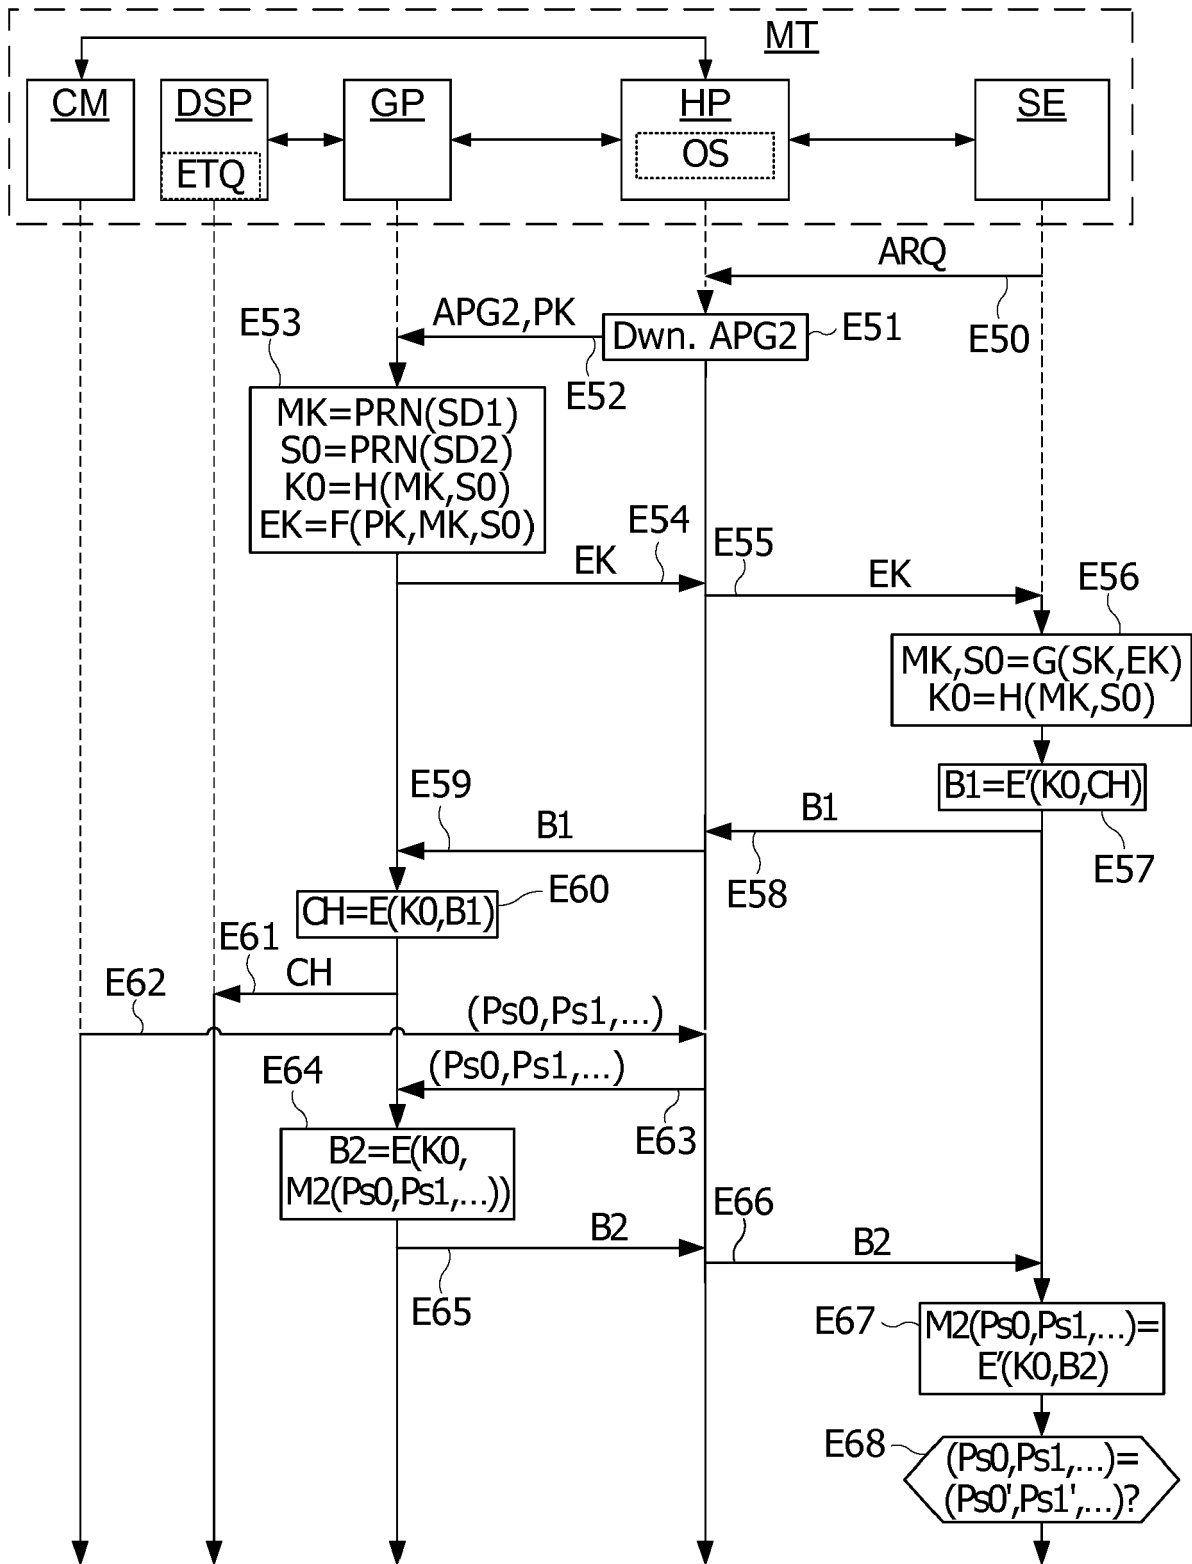 MT
CM
DSP
GP
HP
SE
ETQ
OS
ARQ
E50
E53
APG2,PK
Dwn. APG2
E51
E52
MK=PRN(SD1)
S0=PRN(SD2)
K0=H(MK,S0)
EK=F(PK,MK,S0)
E54
E55
EK
EK
E56
MK,S0=G(SK,EK)
K0=H(MK,S0)
E59
B1=E'(K0,CH)
B1
B1
E58
E57
E60
CH=E(K0,B1)
E61
CH
E62
(Ps0,Ps1,...)
E64
(Ps0,Ps1,...)
E63
B2=E(K0,
M2(Ps0,Ps1,...))
E66
B2
B2
E65
E67
M2(Ps0,Ps1,...)=
E'(K0,B2)
E68
(Ps0,Ps1,...)=
(Ps0',Ps1',...)?